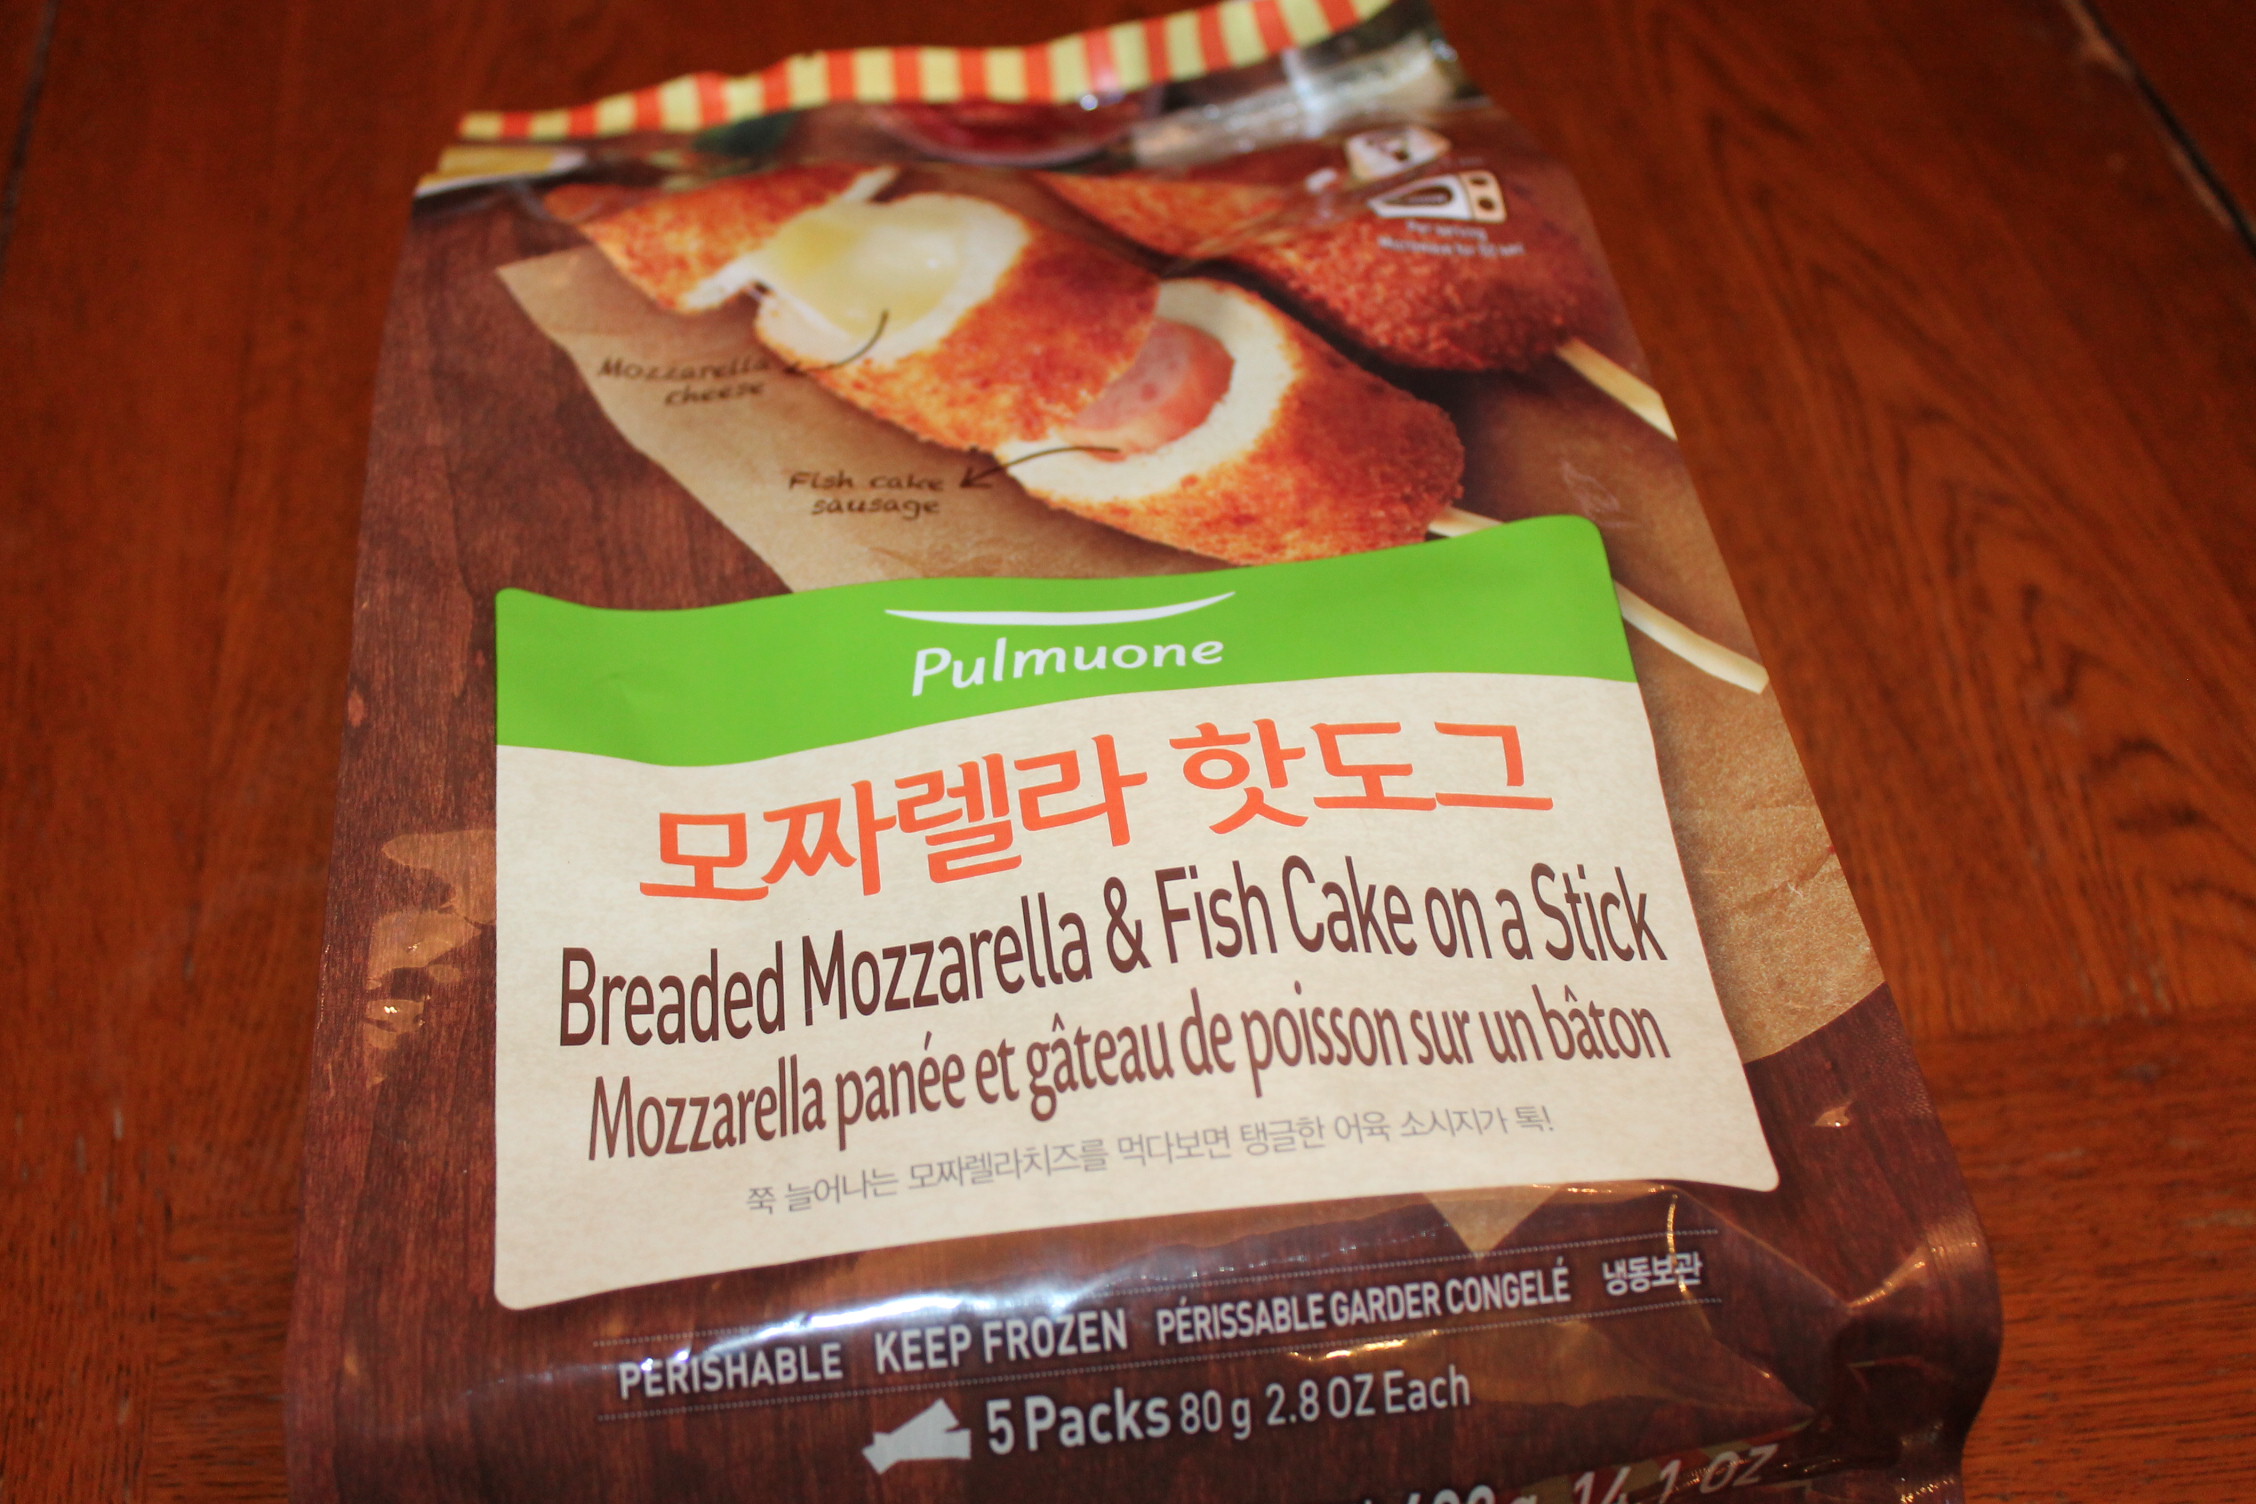 Mozzarella
cheese
Fish cake
sausage
Pulmuone
모짜렐라 핫도그
Breaded Mozzarella & Fish Cake on a Stick
Mozzarella panée et gâteau de poisson sur un bâton
쭉 늘어나는 모짜렐라치즈를 먹다보면 탱글한 어육 소시지가 톡!
PERISHABLE KEEP FROZEN PÉRISSABLE GARDER CONGELÉ 냉동보관
5 Packs 80 g 2.8 OZ Each
14.1 OZ